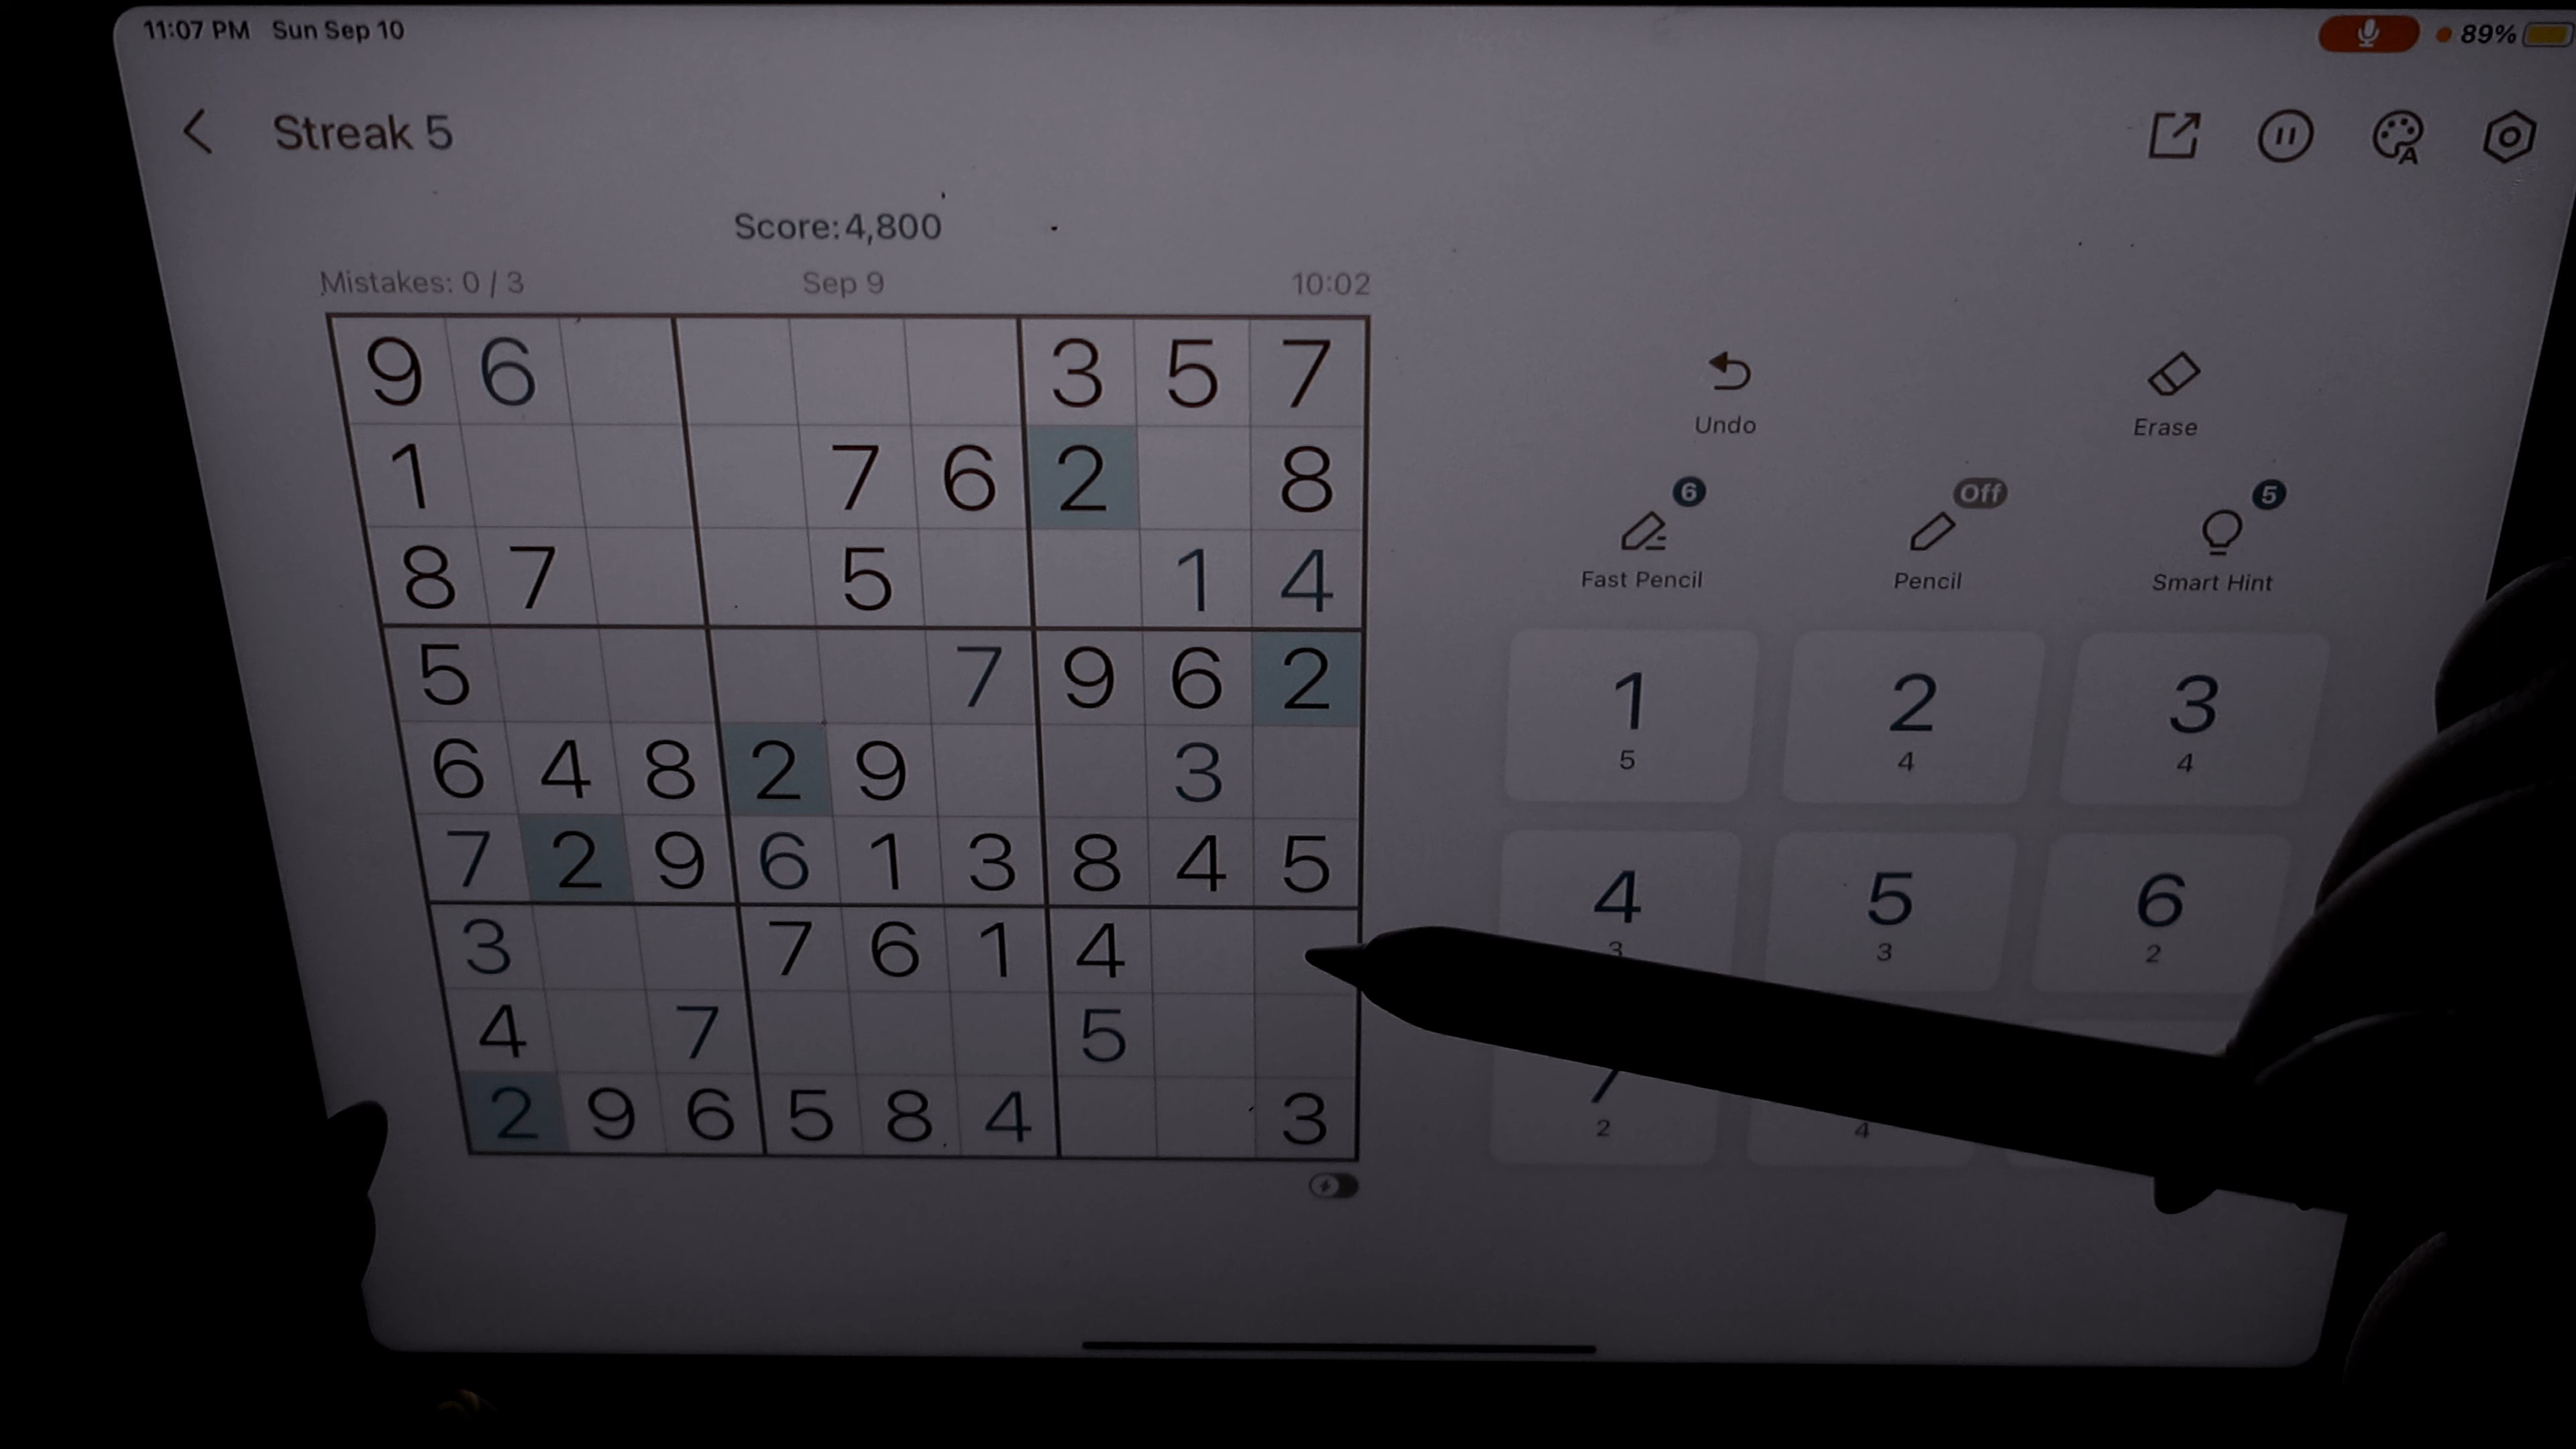 11:07 PM Sun Sep 10
89%
Streak 5
A
Score:4,800
Mistakes: 0 / 3 Sep 9 10:02
9 6 3 5 7
1 7 6 2 8
8 7 5 1 4
5 7 9 6 2
6 4 8 2 9 3
7 2 9 6 1 3 8 4 5
3 7 6 1 4
4 7 5
2 9 6 5 8 4 3
Undo Erase
6 Off 5
Fast Pencil Pencil Smart Hint
1 2 3
5 4 4
4 5 6
3 3 2
7
2 4